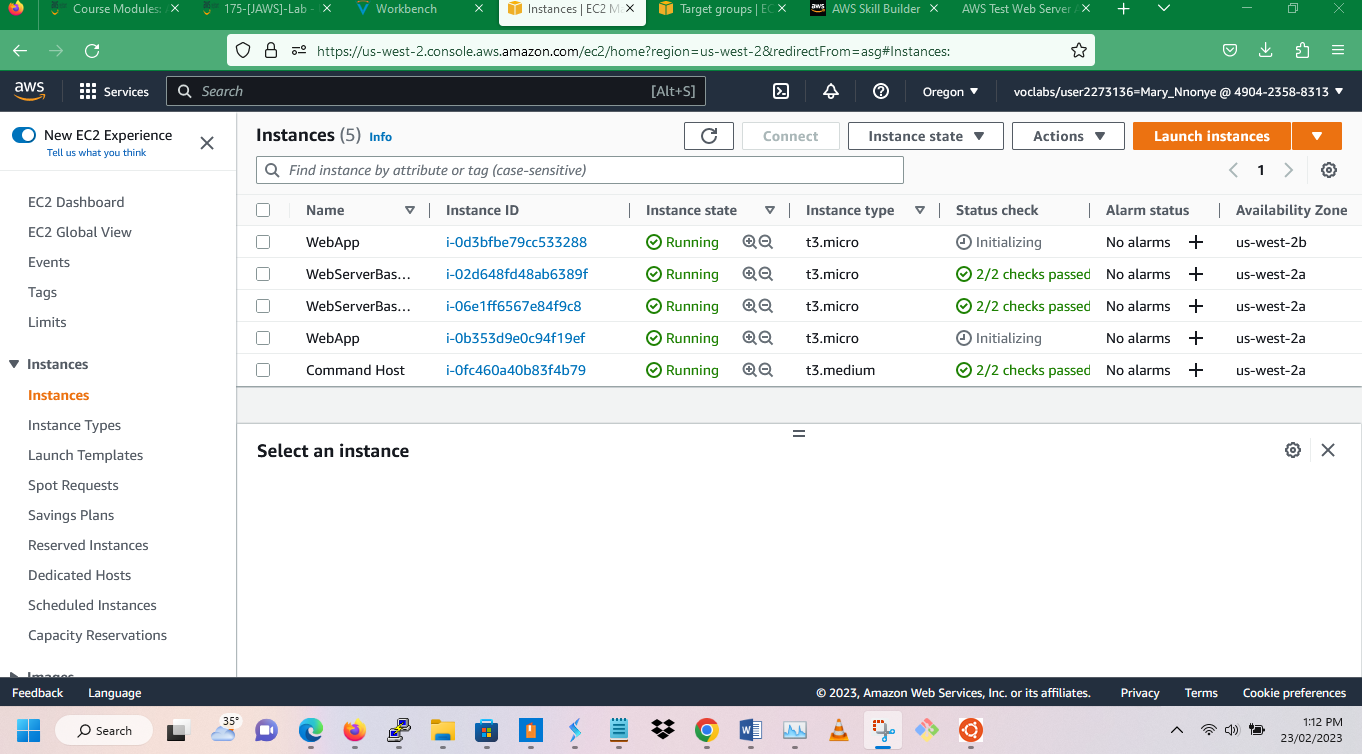 Course Modules: A
175-[JAWS]-Lab -
Workbench
Instances | EC2 M
Target groups | EC
AWS Skill Builder
AWS Test Web Server
https://us-west-2.console.aws.amazon.com/ec2/home?region=us-west-2&redirectFrom=asg#Instances:
aws Services Search [Alt+S] Oregon voclabs/user2273136=Mary_Nnonye @ 4904-2358-8313
New EC2 Experience
Tell us what you think
EC2 Dashboard
EC2 Global View
Events
Tags
Limits
Instances
Instances
Instance Types
Launch Templates
Spot Requests
Savings Plans
Reserved Instances
Dedicated Hosts
Scheduled Instances
Capacity Reservations
Images
Instances (5) Info Connect Instance state Actions Launch instances
Find instance by attribute or tag (case-sensitive) 1
Name Instance ID Instance state Instance type Status check Alarm status Availability Zone
WebApp i-0d3bfbe79cc533288 Running t3.micro Initializing No alarms us-west-2b
WebServerBas... i-02d648fd48ab6389f Running t3.micro 2/2 checks passed No alarms us-west-2a
WebServerBas... i-06e1ff6567e84f9c8 Running t3.micro 2/2 checks passed No alarms us-west-2a
WebApp i-0b353d9e0c94f19ef Running t3.micro Initializing No alarms us-west-2a
Command Host i-0fc460a40b83f4b79 Running t3.medium 2/2 checks passed No alarms us-west-2a
Select an instance
Feedback Language © 2023, Amazon Web Services, Inc. or its affiliates. Privacy Terms Cookie preferences
Search 35° 1:12 PM
23/02/2023